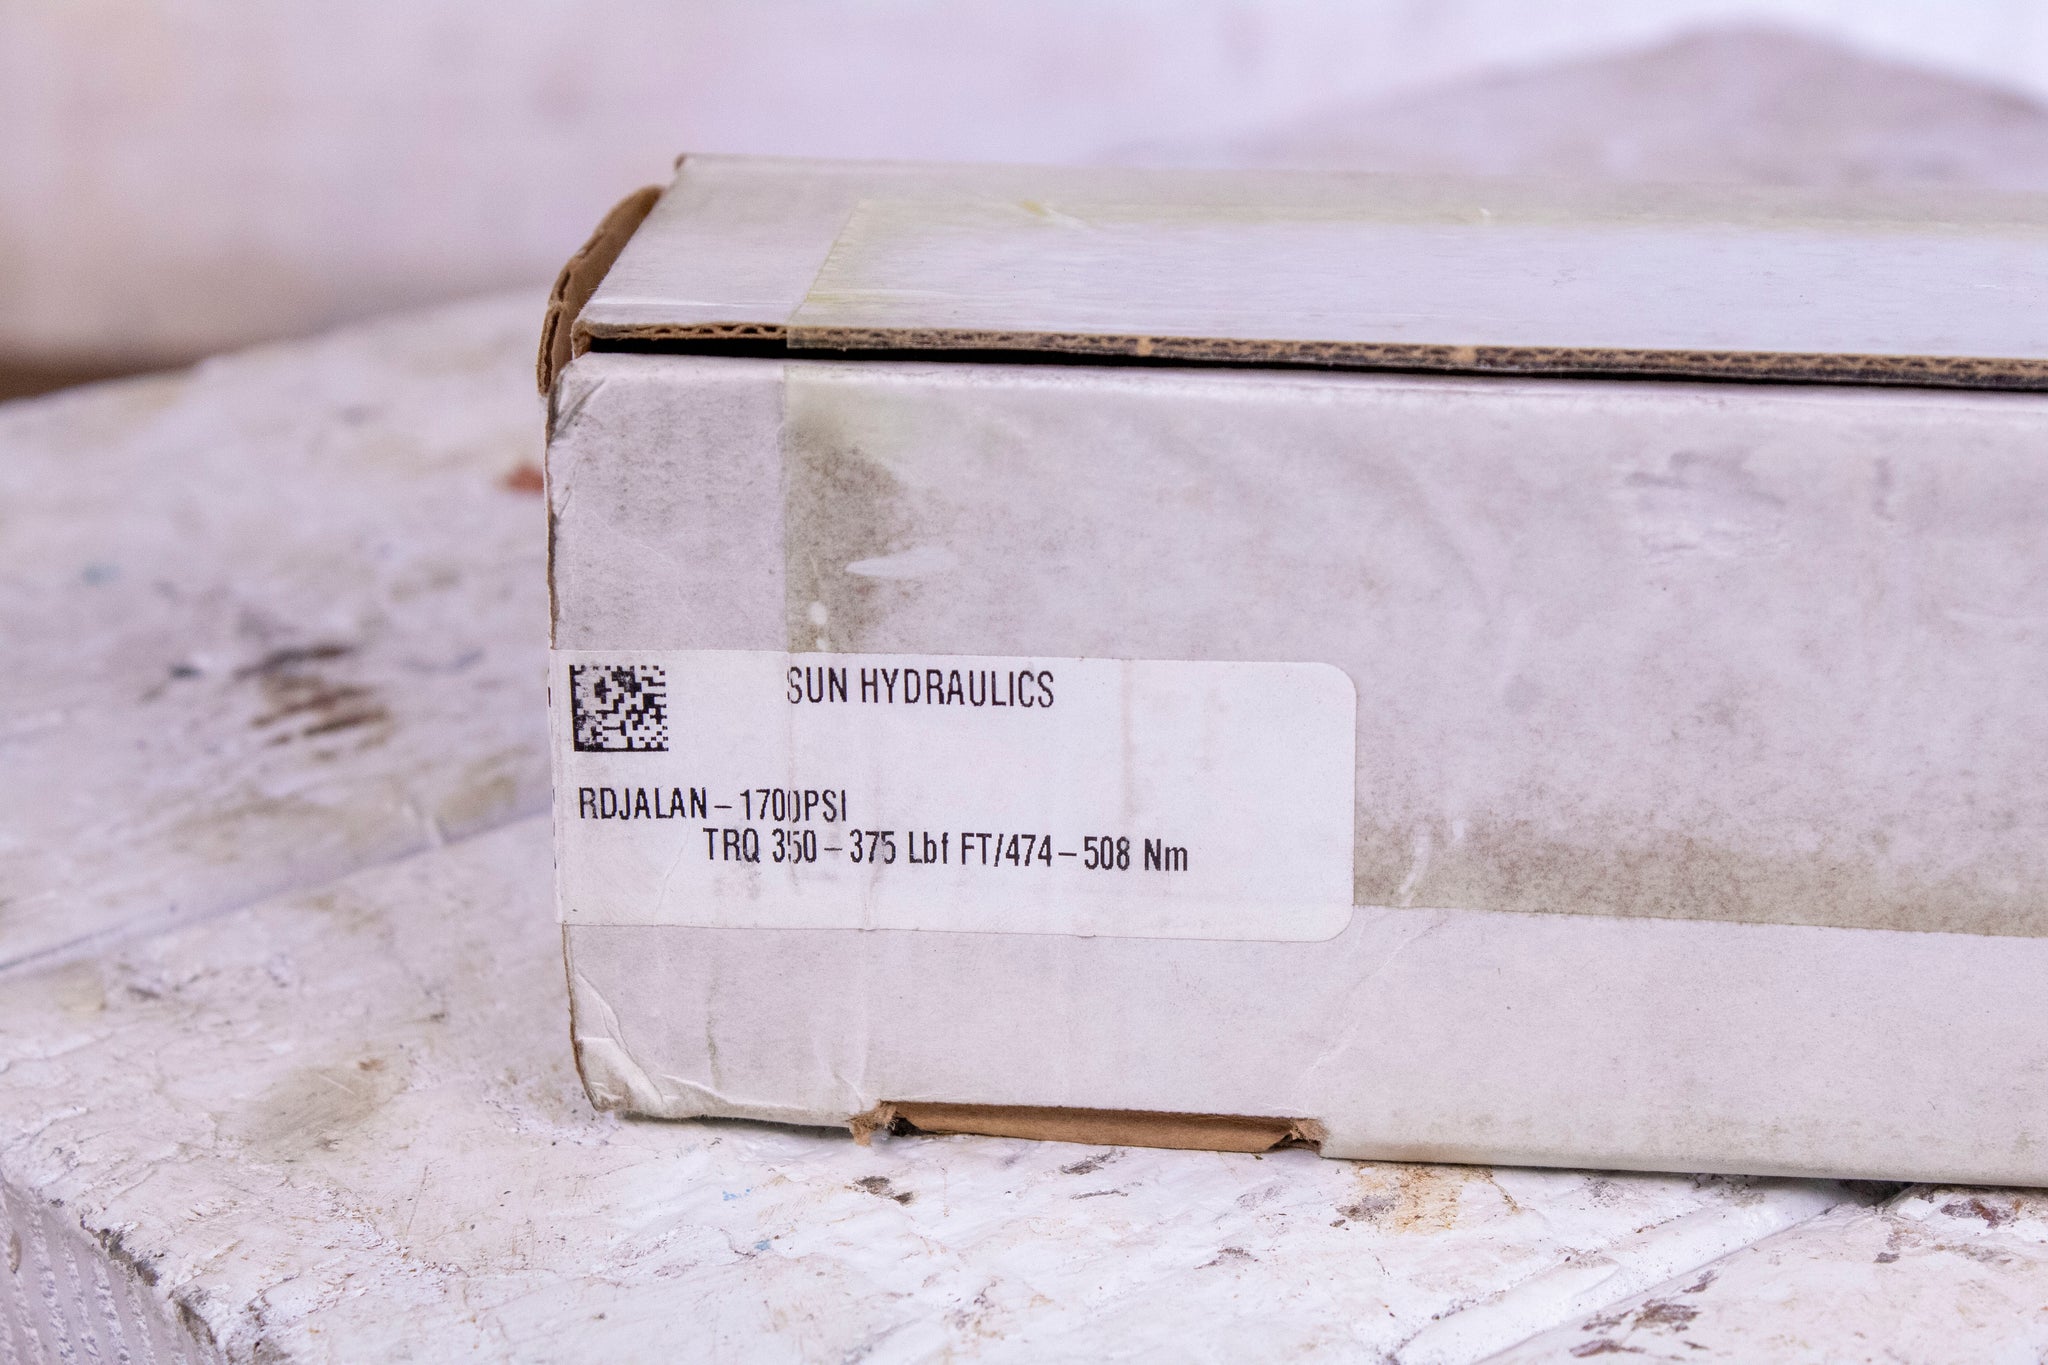 SUN HYDRAULICS
RDJALAN-1700PSI
TRQ 350-375 Lbf FT/474-508 Nm